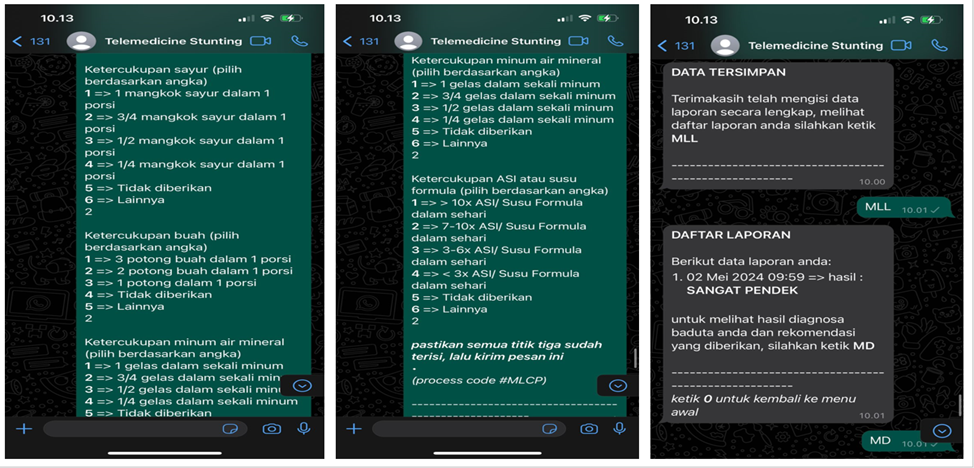 10.13
131
Telemedicine Stunting
Ketercukupan sayur (pilih
berdasarkan angka)
1 => 1 mangkok sayur dalam 1
porsi
2 => 3/4 mangkok sayur dalam 1
porsi
3 => 1/2 mangkok sayur dalam 1
porsi
4 => 1/4 mangkok sayur dalam 1
porsi
5 => Tidak diberikan
6 => Lainnya
2
Ketercukupan buah (pilih
berdasarkan angka)
1 => 3 potong buah dalam 1 porsi
2 => 2 potong buah dalam 1 porsi
3 => 1 potong dalam 1 porsi
4 => Tidak diberikan
5 => Lainnya
2
Ketercukupan minum air mineral
(pilih berdasarkan angka)
1 => 1 gelas dalam sekali minum
2 => 3/4 gelas dalam sekali min
3 => 1/2 gelas dalam sekali min
4 => 1/4 gelas dalam sekali minum
5 => Tidak diberikan
10.13
131
Telemedicine Stunting
Ketercukupan minum air mineral
(pilih berdasarkan angka)
1 => 1 gelas dalam sekali minum
2 => 3/4 gelas dalam sekali minum
3 => 1/2 gelas dalam sekali minum
4 => 1/4 gelas dalam sekali minum
5 => Tidak diberikan
6 => Lainnya
2
Ketercukupan ASI atau susu
formula (pilih berdasarkan angka)
1 => > 10x ASI/ Susu Formula
dalam sehari
2 => 7-10x ASI/ Susu Formula
dalam sehari
3 => 3-6x ASI/ Susu Formula
dalam sehari
4 => < 3x ASI/ Susu Formula
dalam sehari
5 => Tidak diberikan
6 => Lainnya
2
pastikan semua titik tiga sudah
terisi, lalu kirim pesan ini
.
(process code #MLCP)
-------------------------------------
--------------------
10.13
131
Telemedicine Stunting
DATA TERSIMPAN
Terimakasih telah mengisi data
laporan secara lengkap, melihat
daftar laporan anda silahkan ketik
MLL
-------------------------------------
--------------------
10.00
MLL 10.01
DAFTAR LAPORAN
Berikut data laporan anda:
1. 02 Mei 2024 09:59 => hasil :
SANGAT PENDEK
untuk melihat hasil diagnosa
baduta anda dan rekomendasi
yang diberikan, silahkan ketik MD
-------------------------------------
--------------------
ketik 0 untuk kembali ke menu
awal
10.01
MD 10.01